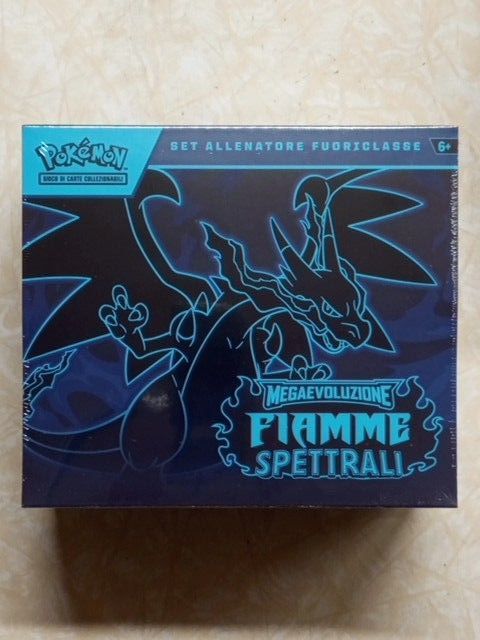 Pokémon
GIOCO DI CARTE COLLEZIONABILI
SET ALLENATORE FUORICLASSE
6+
MEGAEVOLUZIONE
FIAMME
SPETTRALI